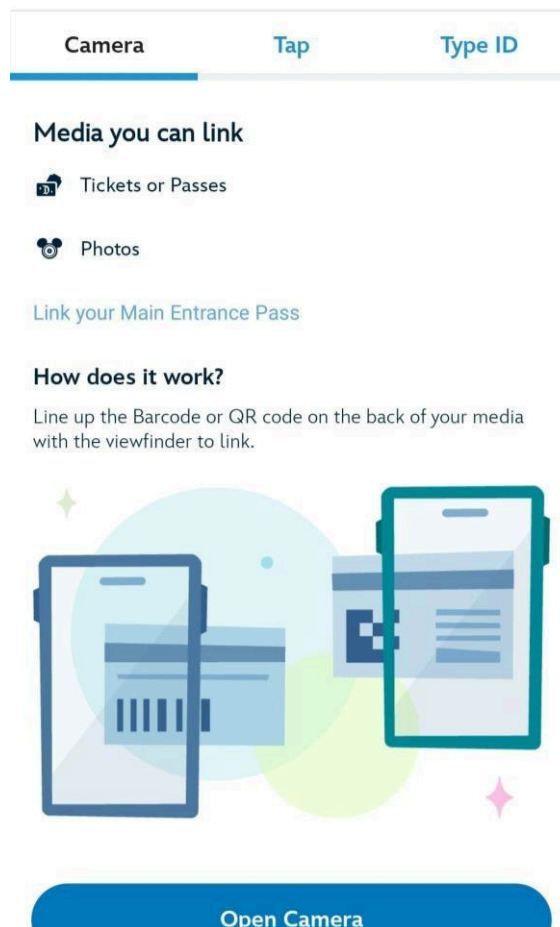 Camera
Tap
Type ID
Media you can link
Tickets or Passes
Photos
Link your Main Entrance Pass
How does it work?
Line up the Barcode or QR code on the back of your media
with the viewfinder to link.
Open Camera